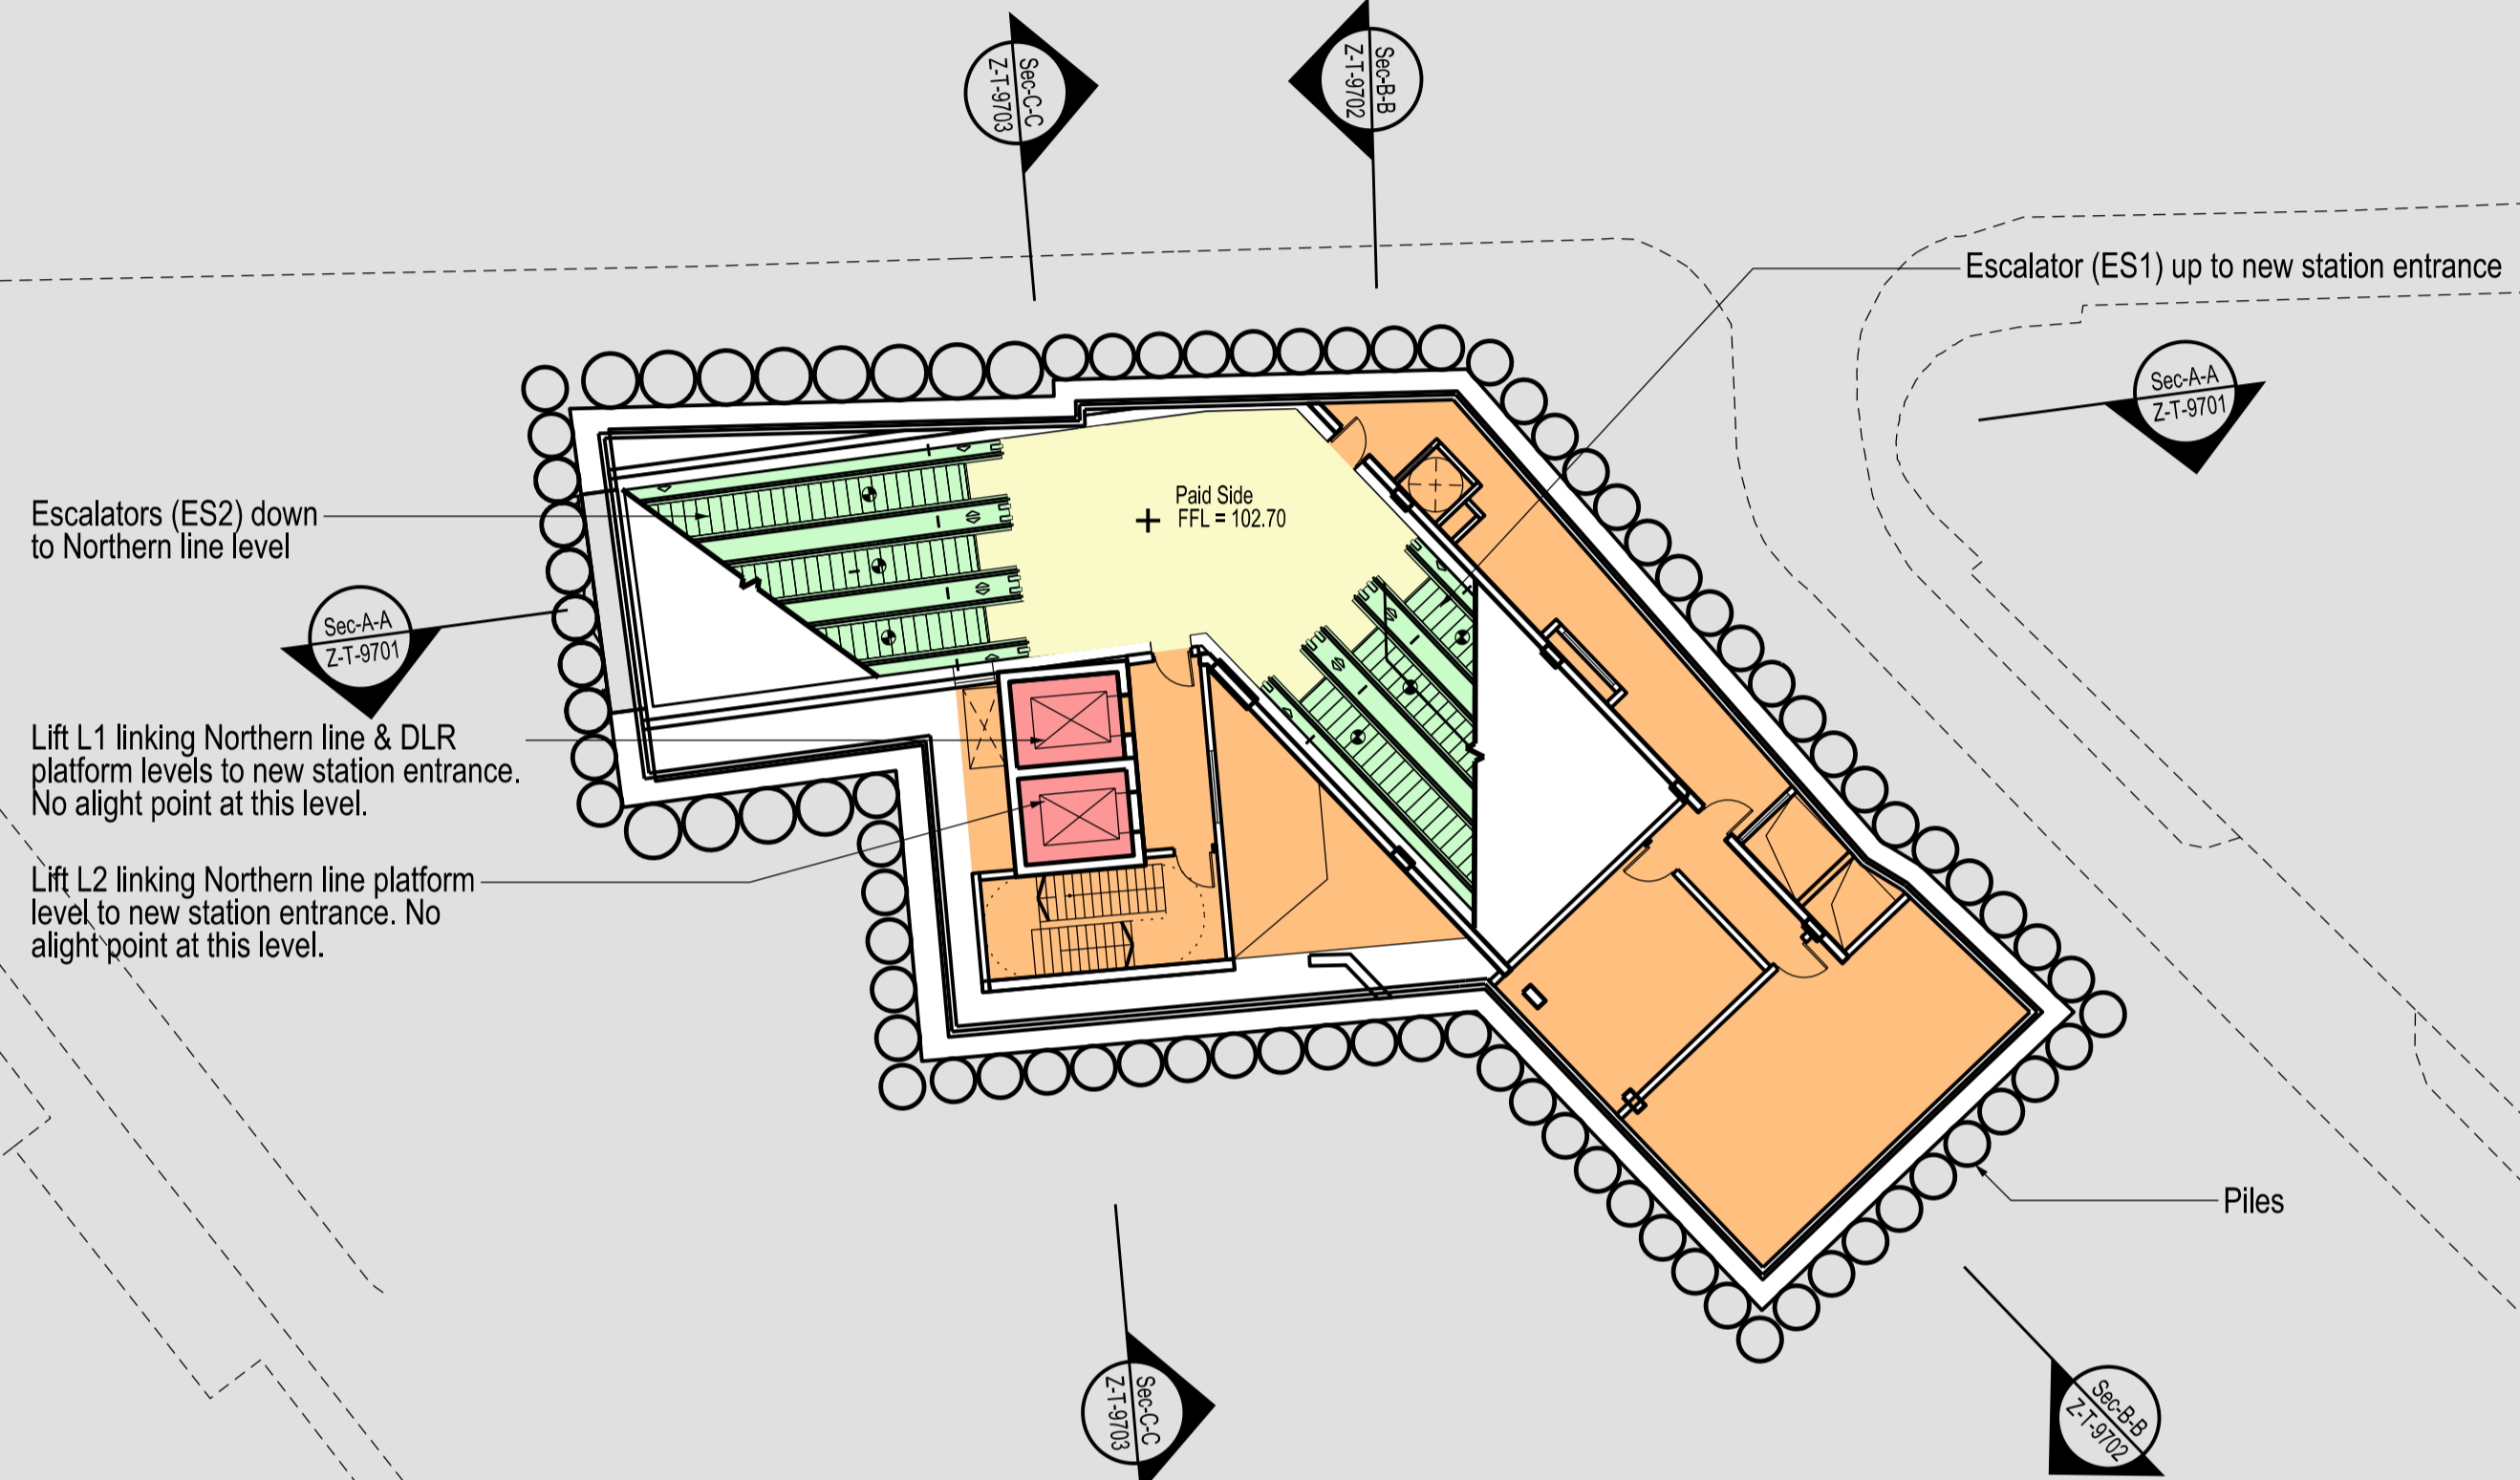 Sec-C-C
Z-T-9703
Sec-B-B
Z-T-9702
Escalator (ES1) up to new station entrance
Sec-A-A
Z-T-9701
Paid Side
FFL = 102.70
Escalators (ES2) down
to Northern line level
Sec-A-A
Z-T-9701
Lift L1 linking Northern line & DLR
platform levels to new station entrance.
No alight point at this level.
Lift L2 linking Northern line platform
level to new station entrance. No
alight point at this level.
Piles
Sec-C-C
Z-T-9703
Sec-B-B
Z-T-9702